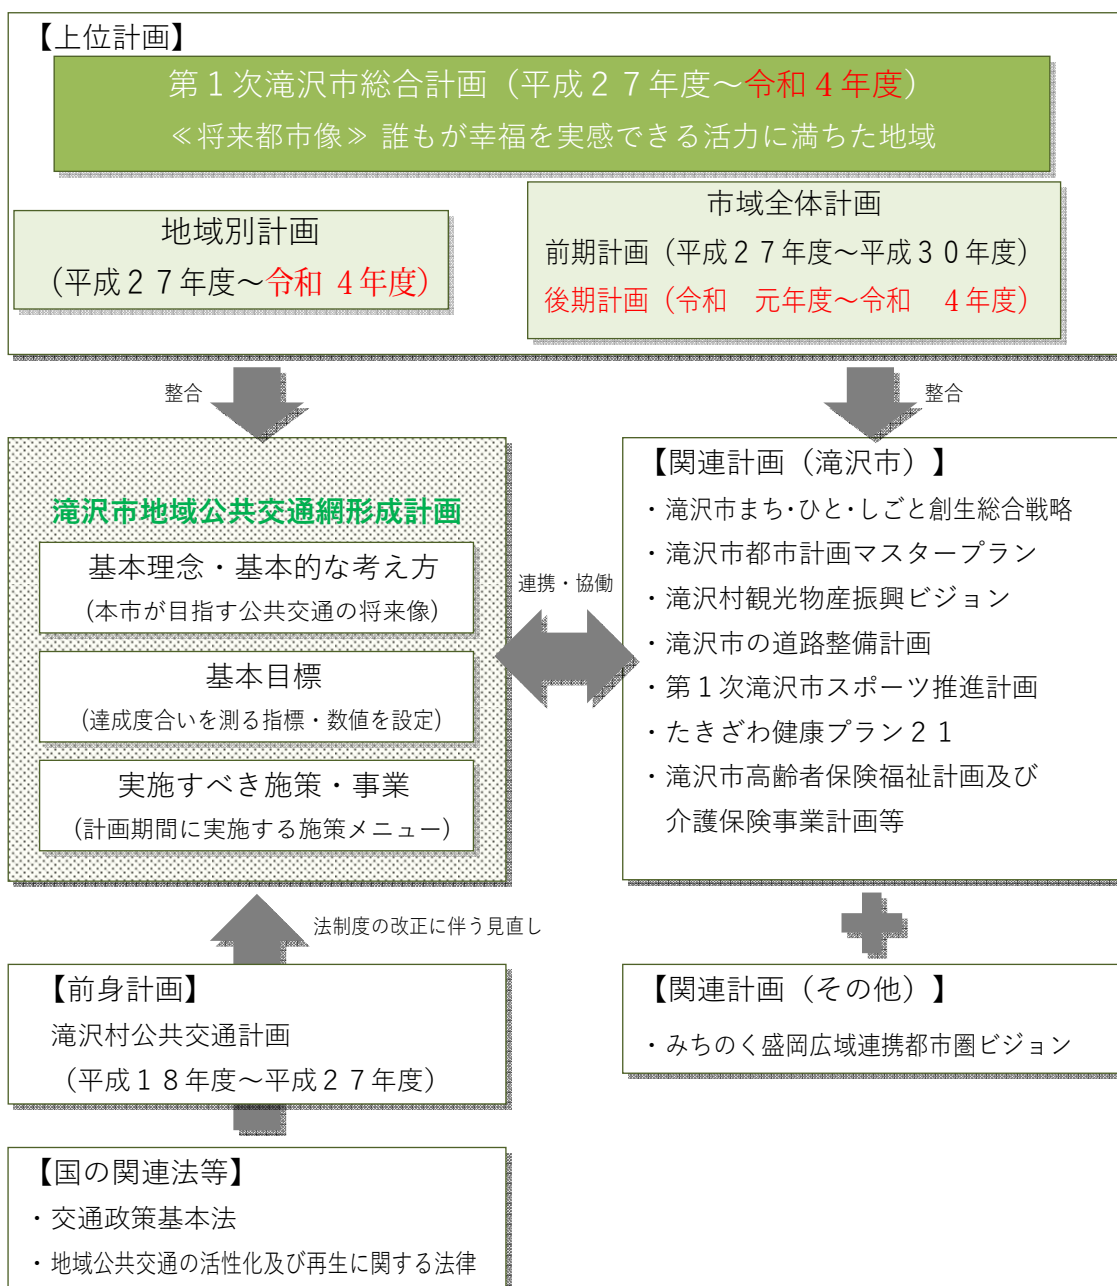 【上位計画】
第１次滝沢市総合計画（平成２７年度～令和４年度）
≪将来都市像≫ 誰もが幸福を実感できる活力に満ちた地域
地域別計画
（平成２７年度～令和 ４年度）
市域全体計画
前期計画（平成２７年度～平成３０年度）
後期計画（令和　元年度～令和　４年度）
整合
整合
滝沢市地域公共交通網形成計画
基本理念・基本的な考え方
(本市が目指す公共交通の将来像)
基本目標
(達成度合いを測る指標・数値を設定)
実施すべき施策・事業
(計画期間に実施する施策メニュー)
連携・協働
【関連計画（滝沢市）】
・滝沢市まち・ひと・しごと創生総合戦略
・滝沢市都市計画マスタープラン
・滝沢村観光物産振興ビジョン
・滝沢市の道路整備計画
・第１次滝沢市スポーツ推進計画
・たきざわ健康プラン２１
・滝沢市高齢者保険福祉計画及び
介護保険事業計画等
法制度の改正に伴う見直し
【前身計画】
滝沢村公共交通計画
（平成１８年度～平成２７年度）
【関連計画（その他）】
・みちのく盛岡広域連携都市圏ビジョン
【国の関連法等】
・交通政策基本法
・地域公共交通の活性化及び再生に関する法律